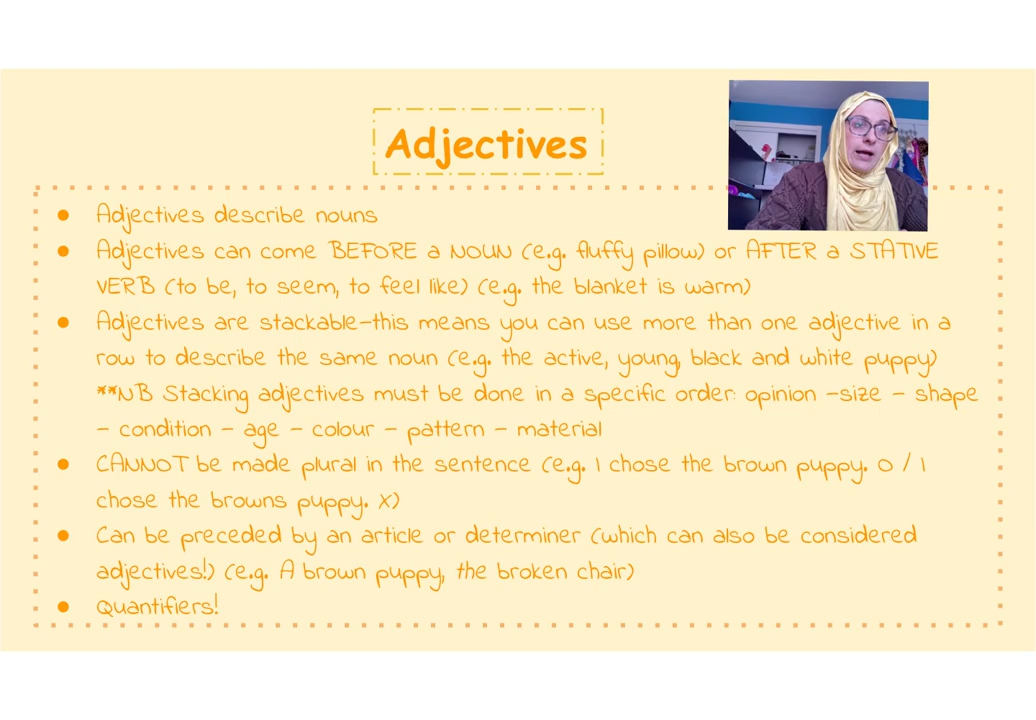 Adjectives
● Adjectives describe nouns
● Adjectives can come BEFORE a NOUN (e.g. fluffy pillow) or AFTER a STATIVE
VERB (to be, to seem, to feel like) (e.g. the blanket is warm)
● Adjectives are stackable–this means you can use more than one adjective in a
row to describe the same noun (e.g. the active, young, black and white puppy)
**NB Stacking adjectives must be done in a specific order: opinion –size – shape
– condition – age – colour – pattern – material
● CANNOT be made plural in the sentence (e.g. I chose the brown puppy. O / I
chose the browns puppy. X)
● Can be preceded by an article or determiner (which can also be considered
adjectives!) (e.g. A brown puppy, the broken chair)
● Quantifiers!